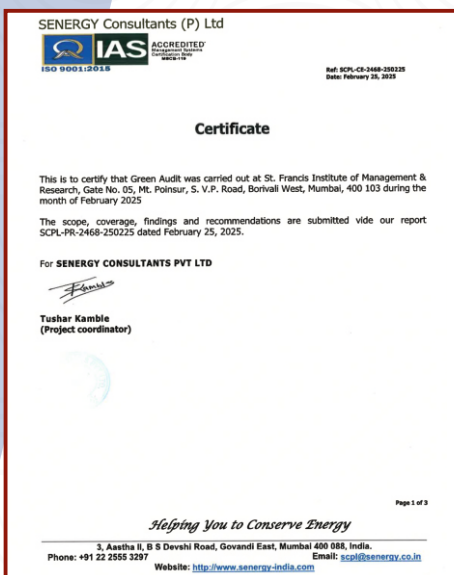 SENERGY Consultants (P) Ltd
IAS ACCREDITED
Management Systems
Certification Body
MSCB-119
ISO 9001:2015
Ref: SCPL-CE-2468-250225
Date: February 25, 2025
Certificate
This is to certify that Green Audit was carried out at St. Francis Institute of Management &
Research, Gate No. 05, Mt. Poinsur, S. V.P. Road, Borivali West, Mumbai, 400 103 during the
month of February 2025
The scope, coverage, findings and recommendations are submitted vide our report
SCPL-PR-2468-250225 dated February 25, 2025.
For SENERGY CONSULTANTS PVT LTD
Tushar Kamble
(Project coordinator)
Page 1 of 3
Helping You to Conserve Energy
3, Aastha II, B S Devshi Road, Govandi East, Mumbai 400 088, India.
Phone: +91 22 2555 3297 Email: scpl@senergy.co.in
Website: http://www.senergy-india.com